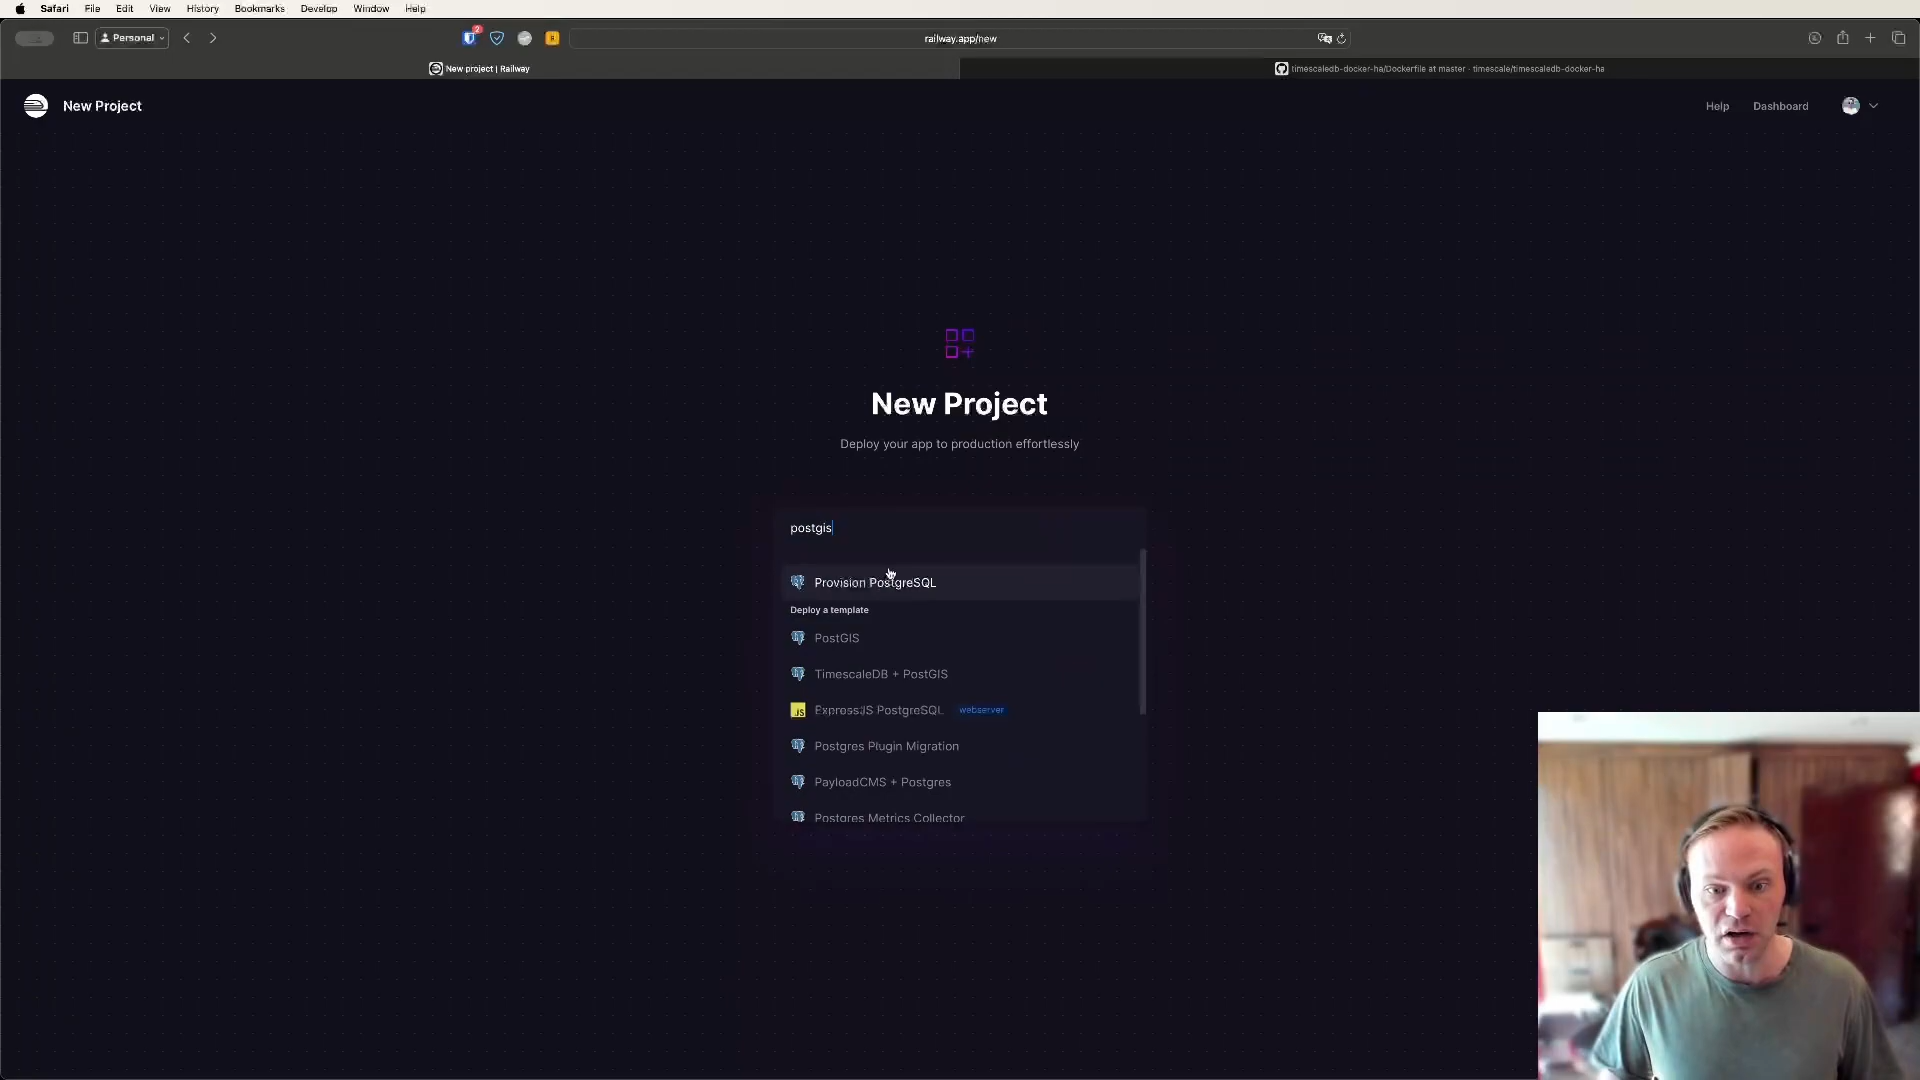 Safari File Edit View History Bookmarks Develop Window Help
Personal
2
railway.app/new
New project | Railway
timescaledb-docker-ha/Dockerfile at master · timescale/timescaledb-docker-ha
New Project
Help Dashboard
New Project
Deploy your app to production effortlessly
postgis
Provision PostgreSQL
Deploy a template
PostGIS
TimescaleDB + PostGIS
JS ExpressJS PostgreSQL webserver
Postgres Plugin Migration
PayloadCMS + Postgres
Postgres Metrics Collector